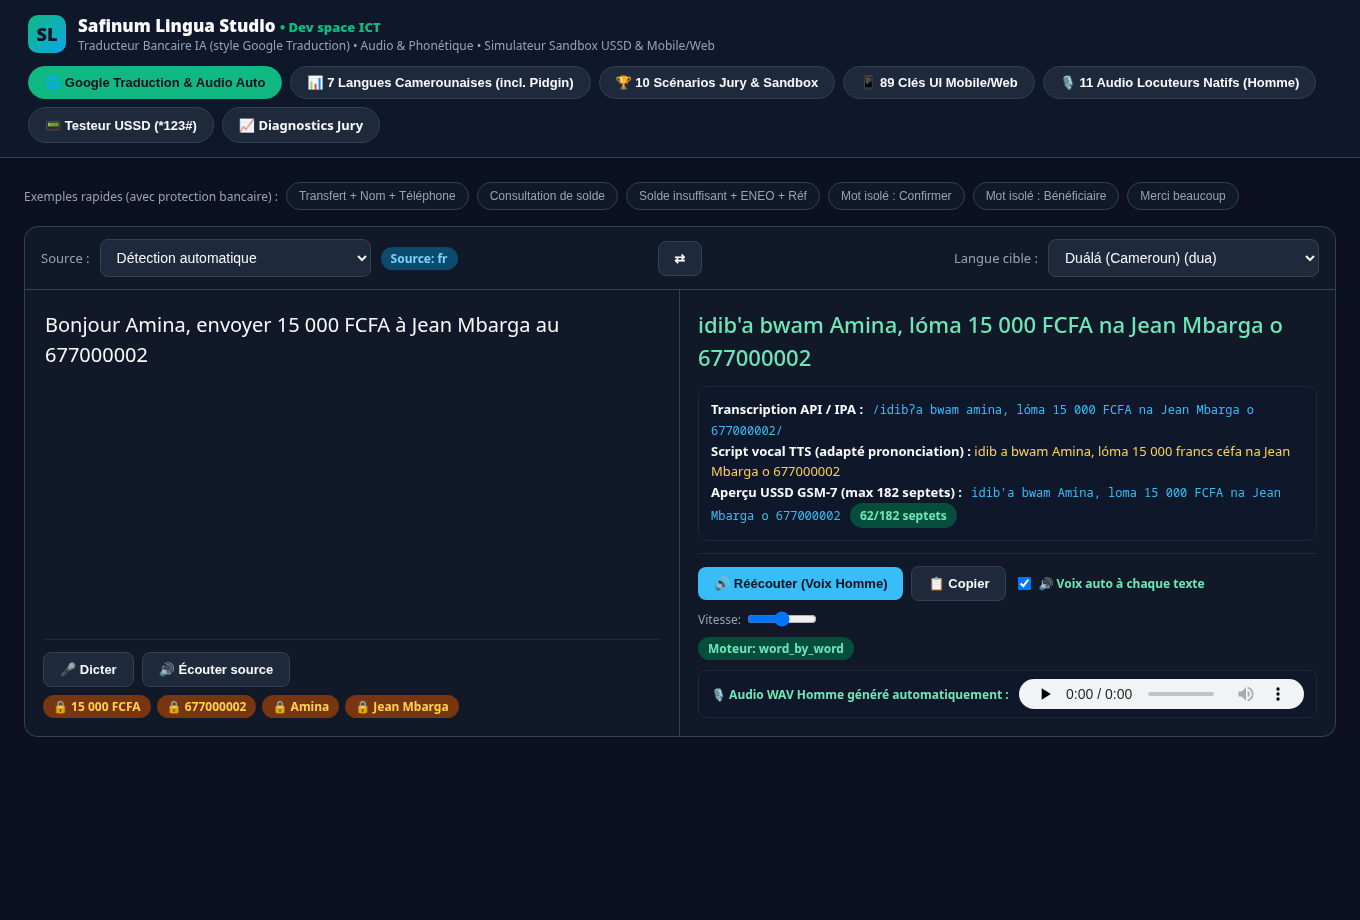 SL
Safinum Lingua Studio • Dev space ICT
Traducteur Bancaire IA (style Google Traduction) • Audio & Phonétique • Simulateur Sandbox USSD & Mobile/Web
🌐 Google Traduction & Audio Auto
📊 7 Langues Camerounaises (incl. Pidgin)
🏆 10 Scénarios Jury & Sandbox
📱 89 Clés UI Mobile/Web
🎙️ 11 Audio Locuteurs Natifs (Homme)
📟 Testeur USSD (*123#)
📈 Diagnostics Jury
Exemples rapides (avec protection bancaire) :
Transfert + Nom + Téléphone
Consultation de solde
Solde insuffisant + ENEO + Réf
Mot isolé : Confirmer
Mot isolé : Bénéficiaire
Merci beaucoup
Source :
Détection automatique
Source: fr
⇄
Langue cible :
Duálá (Cameroun) (dua)
Bonjour Amina, envoyer 15 000 FCFA à Jean Mbarga au
677000002
🎤 Dicter
🔊 Écouter source
🔒 15 000 FCFA
🔒 677000002
🔒 Amina
🔒 Jean Mbarga
idib'a bwam Amina, lóma 15 000 FCFA na Jean Mbarga o
677000002
Transcription API / IPA : /idibʔa bwam amina, lóma 15 000 FCFA na Jean Mbarga o
677000002/
Script vocal TTS (adapté prononciation) : idib a bwam Amina, lóma 15 000 francs céfa na Jean
Mbarga o 677000002
Aperçu USSD GSM-7 (max 182 septets) : idib'a bwam Amina, loma 15 000 FCFA na Jean
Mbarga o 677000002 62/182 septets
🔊 Réécouter (Voix Homme)
📋 Copier
🔊 Voix auto à chaque texte
Vitesse:
Moteur: word_by_word
🎙️ Audio WAV Homme généré automatiquement :
0:00 / 0:00